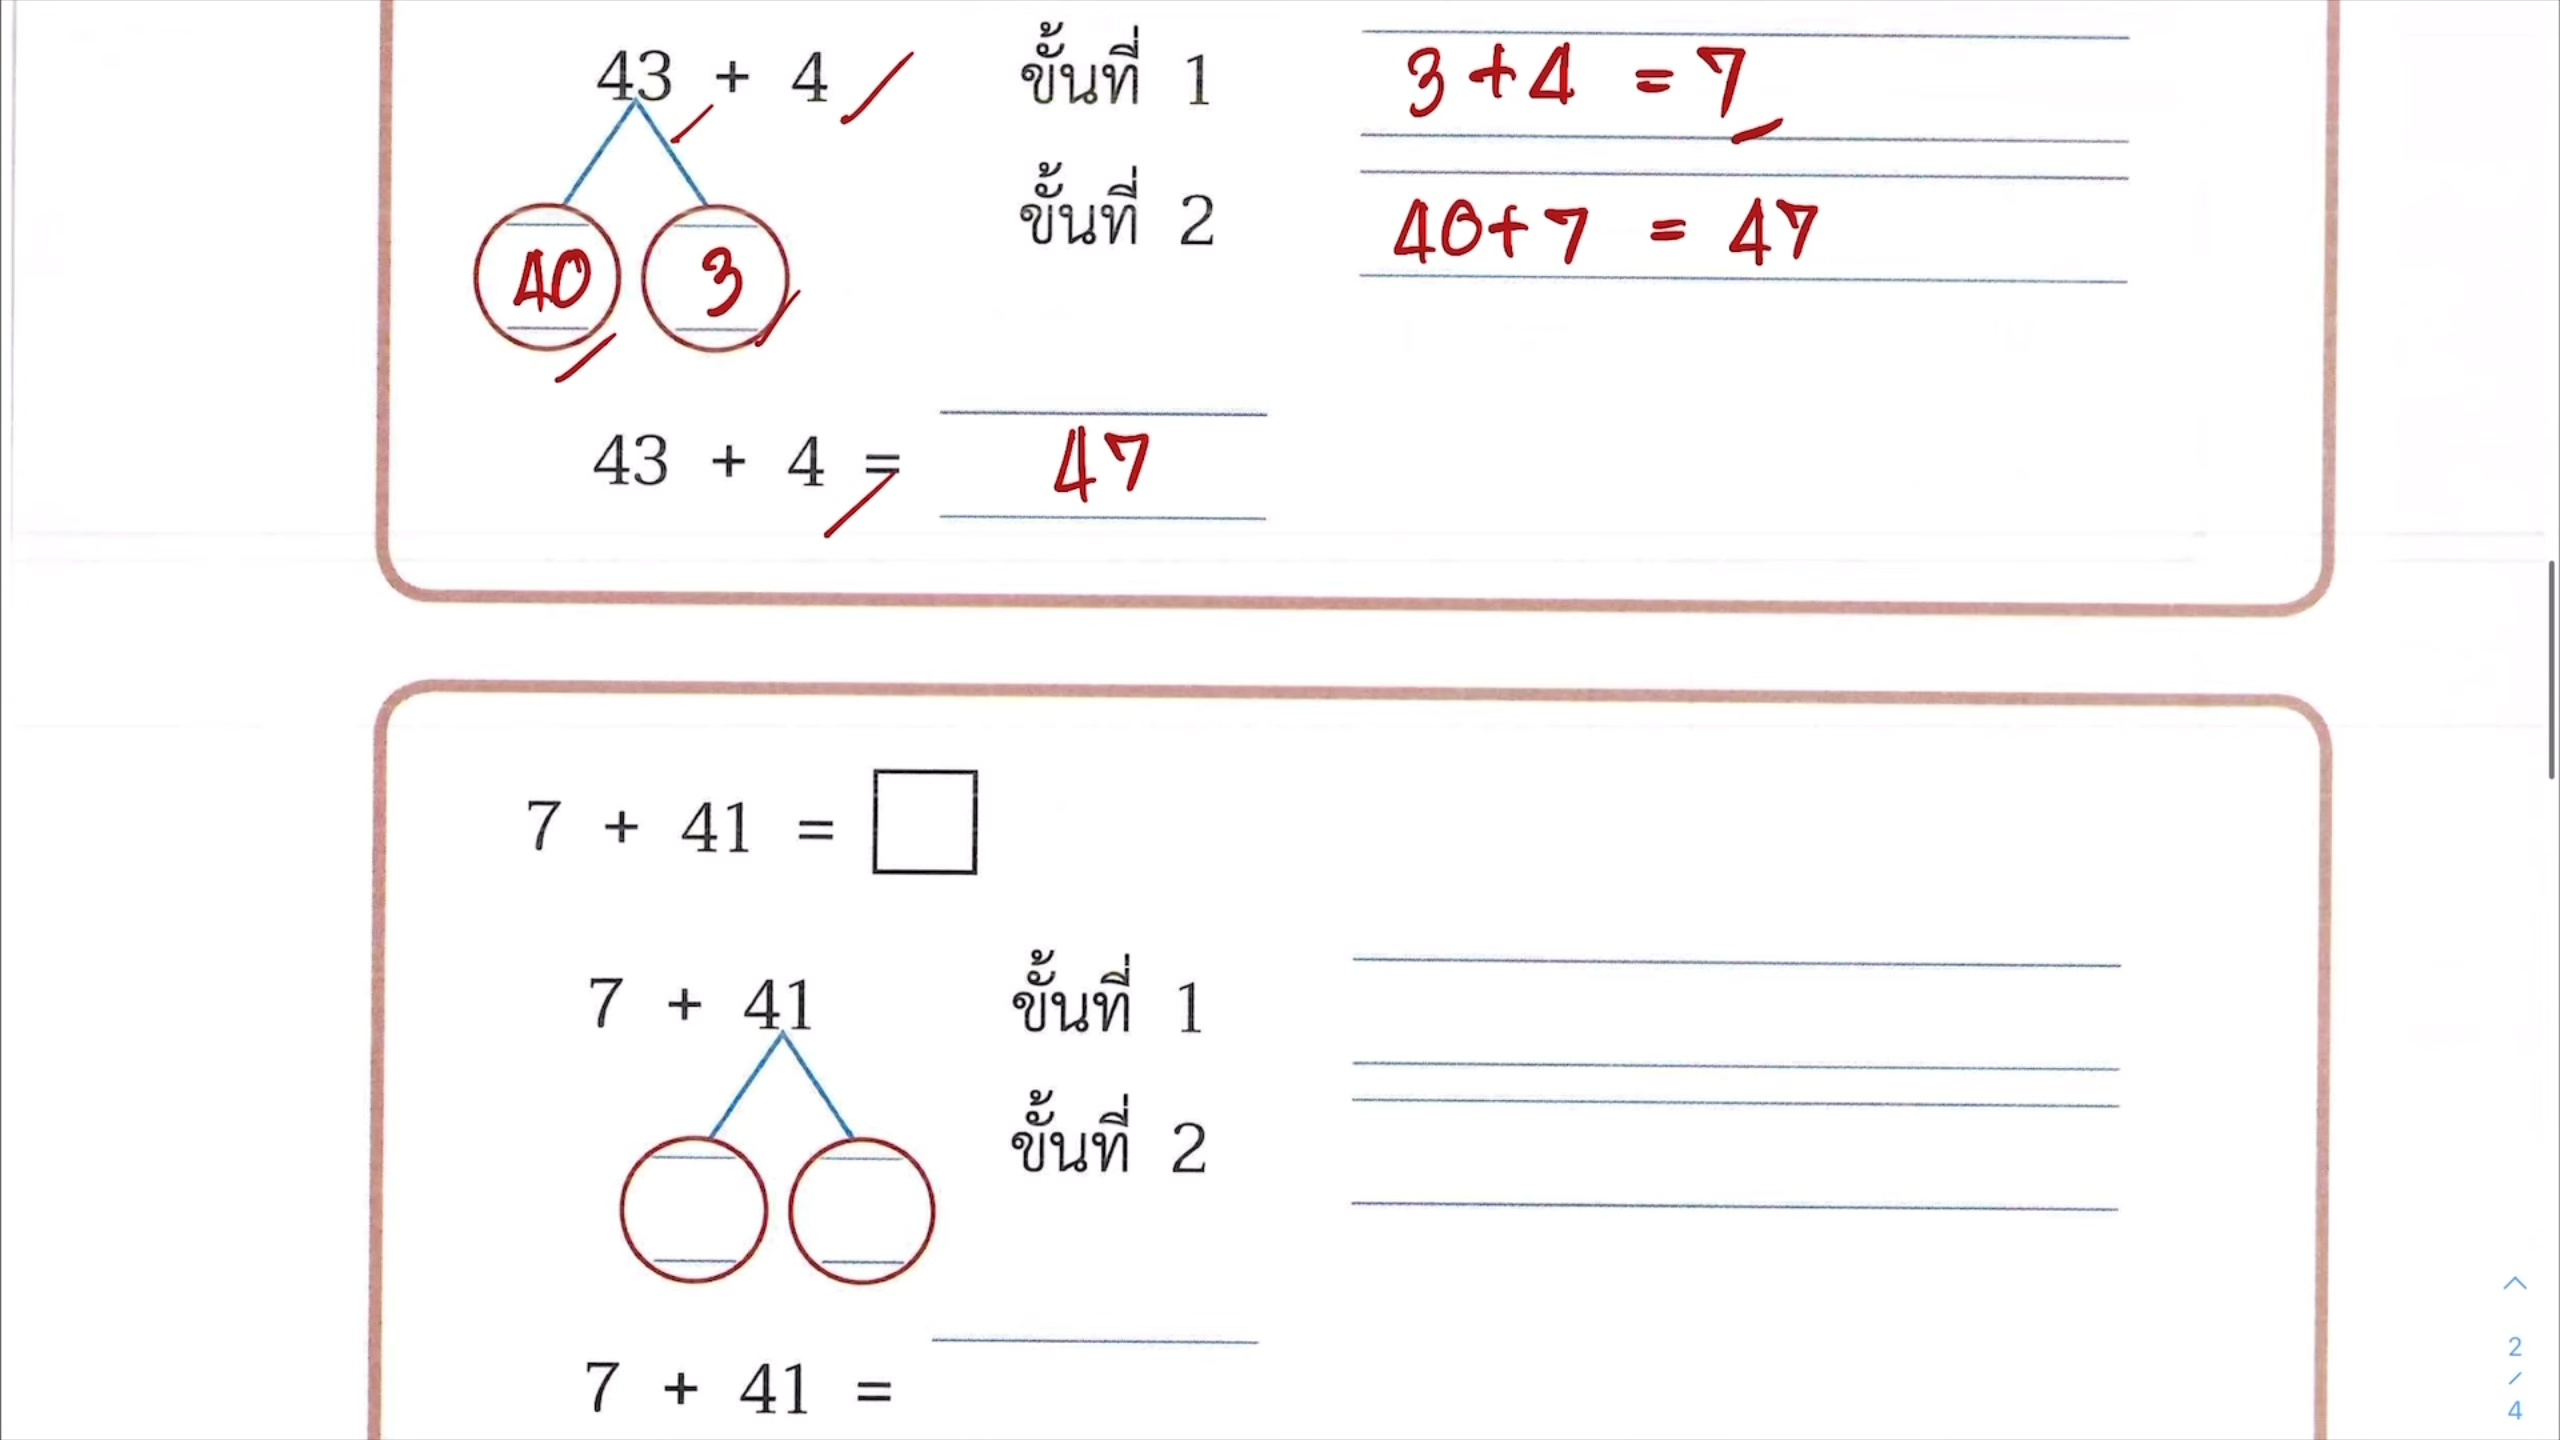 43 + 4 ขั้นที่ 1 3 + 4 = 7
ขั้นที่ 2 40 + 7 = 47
40 3
43 + 4 = 47
7 + 41 =
7 + 41 ขั้นที่ 1
ขั้นที่ 2
7 + 41 =
2
/
4